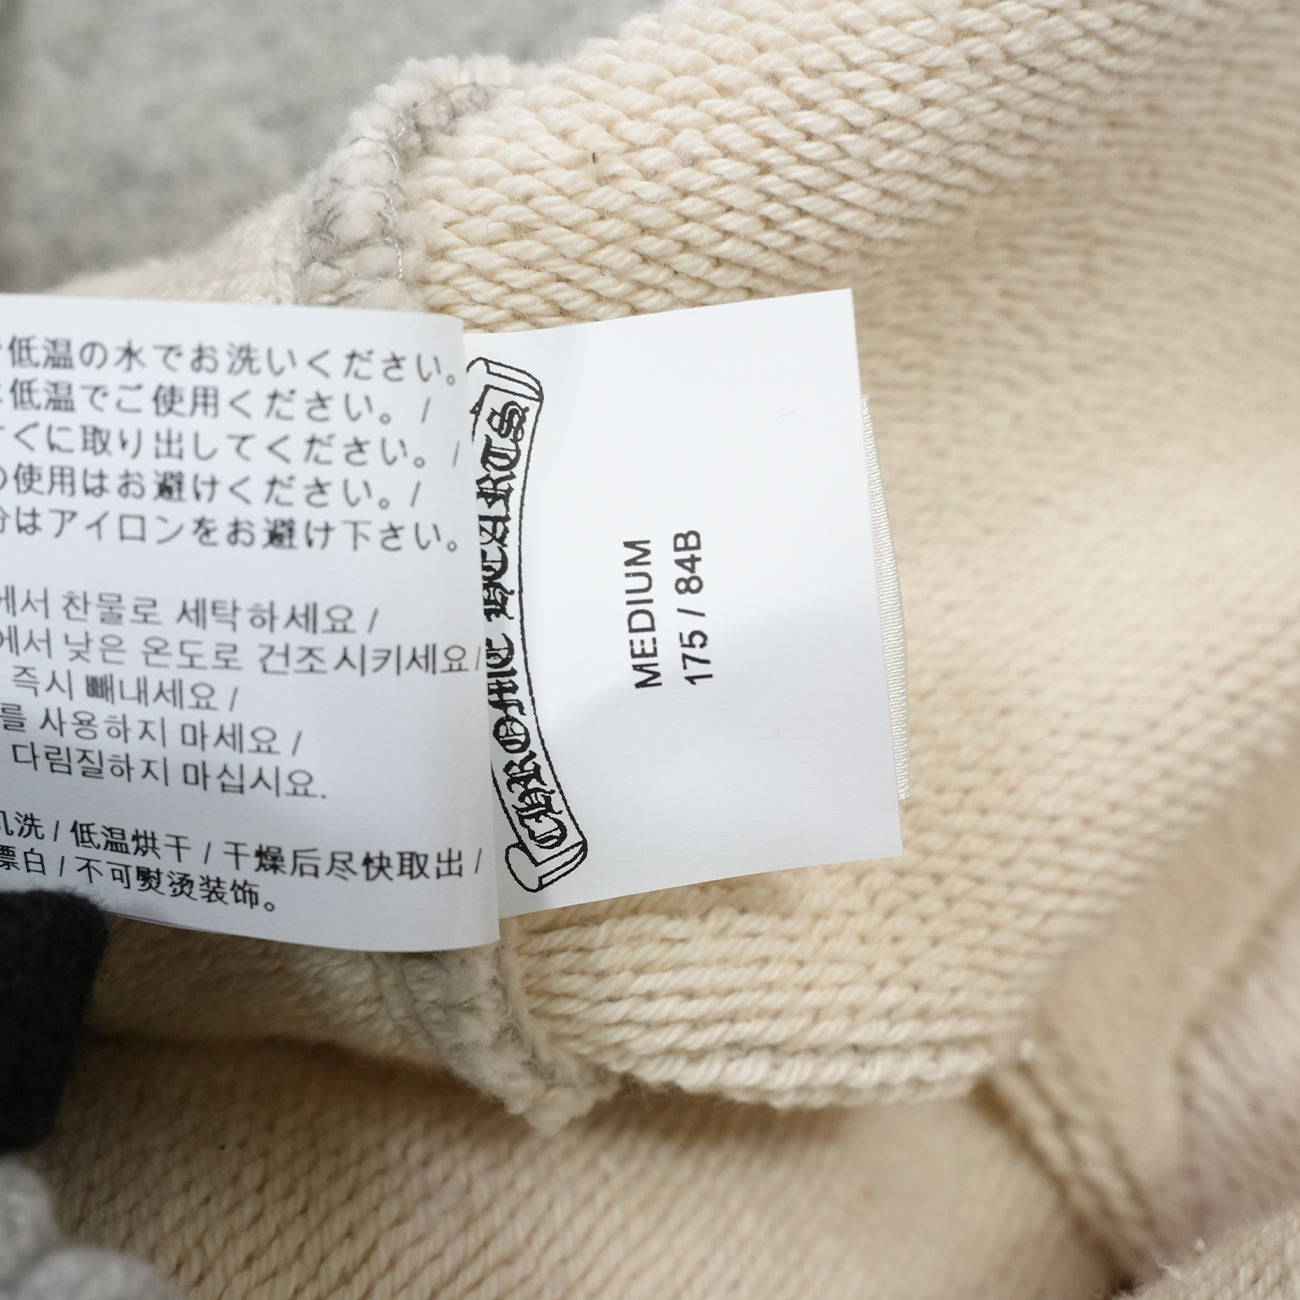 低温の水でお洗いください。
低温でご使用ください。 /
すぐに取り出してください。 /
の使用はお避けください。/
分はアイロンをお避け下さい。
에서 찬물로 세탁하세요 /
에서 낮은 온도로 건조시키세요/
즉시 빼내세요 /
를 사용하지 마세요 /
다림질하지 마십시요.
机洗 / 低温烘干 / 干燥后尽快取出 /
漂白 / 不可熨烫装饰。
CHROME HEARTS
MEDIUM
175 / 84B